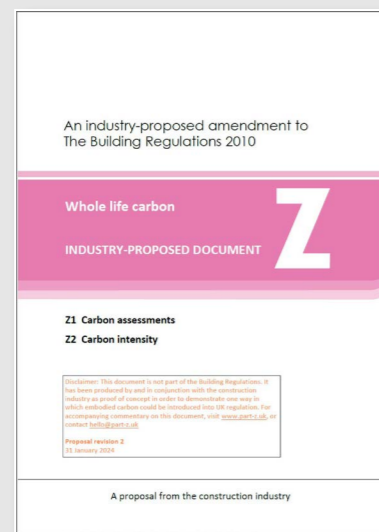 An industry-proposed amendment to
The Building Regulations 2010
Whole life carbon
INDUSTRY-PROPOSED DOCUMENT
Z
Z1 Carbon assessments
Z2 Carbon intensity
Disclaimer: This document is not part of the Building Regulations. It
has been produced by and in conjunction with the construction
industry as proof of concept in order to demonstrate one way in
which embodied carbon could be introduced into UK regulation. For
accompanying commentary on this document, visit www.part-z.uk, or
contact hello@part-z.uk
Proposal revision 2
31 January 2024
A proposal from the construction industry